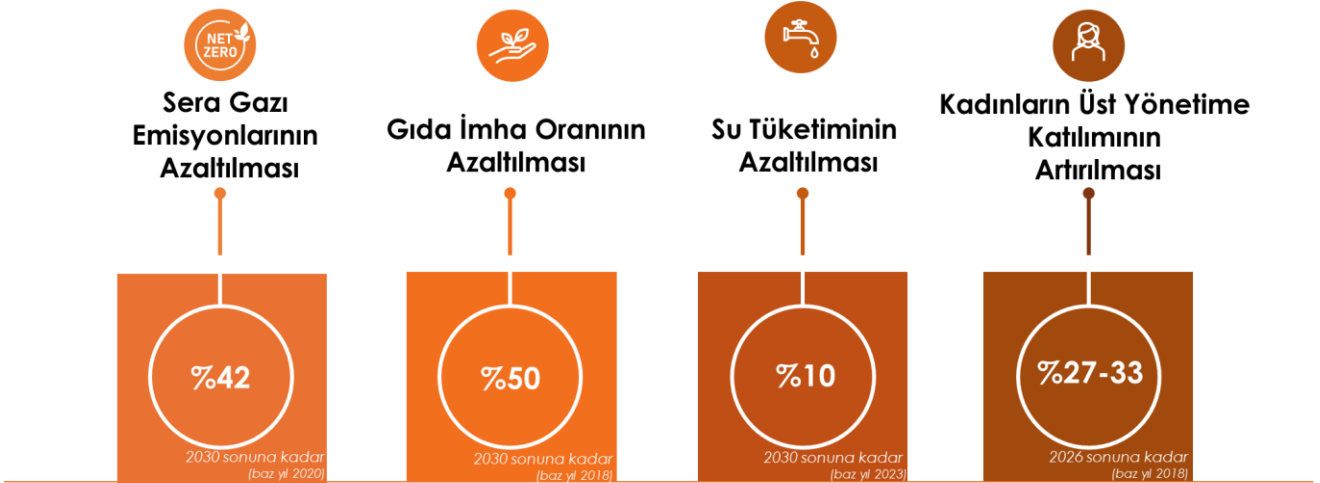 NET
ZERO
Sera Gazı
Emisyonlarının
Azaltılması
%42
2030 sonuna kadar
(baz yıl 2020)
Gıda İmha Oranının
Azaltılması
%50
2030 sonuna kadar
(baz yıl 2018)
Su Tüketiminin
Azaltılması
%10
2030 sonuna kadar
(baz yıl 2023)
Kadınların Üst Yönetime
Katılımının
Artırılması
%27-33
2026 sonuna kadar
(baz yıl 2018)